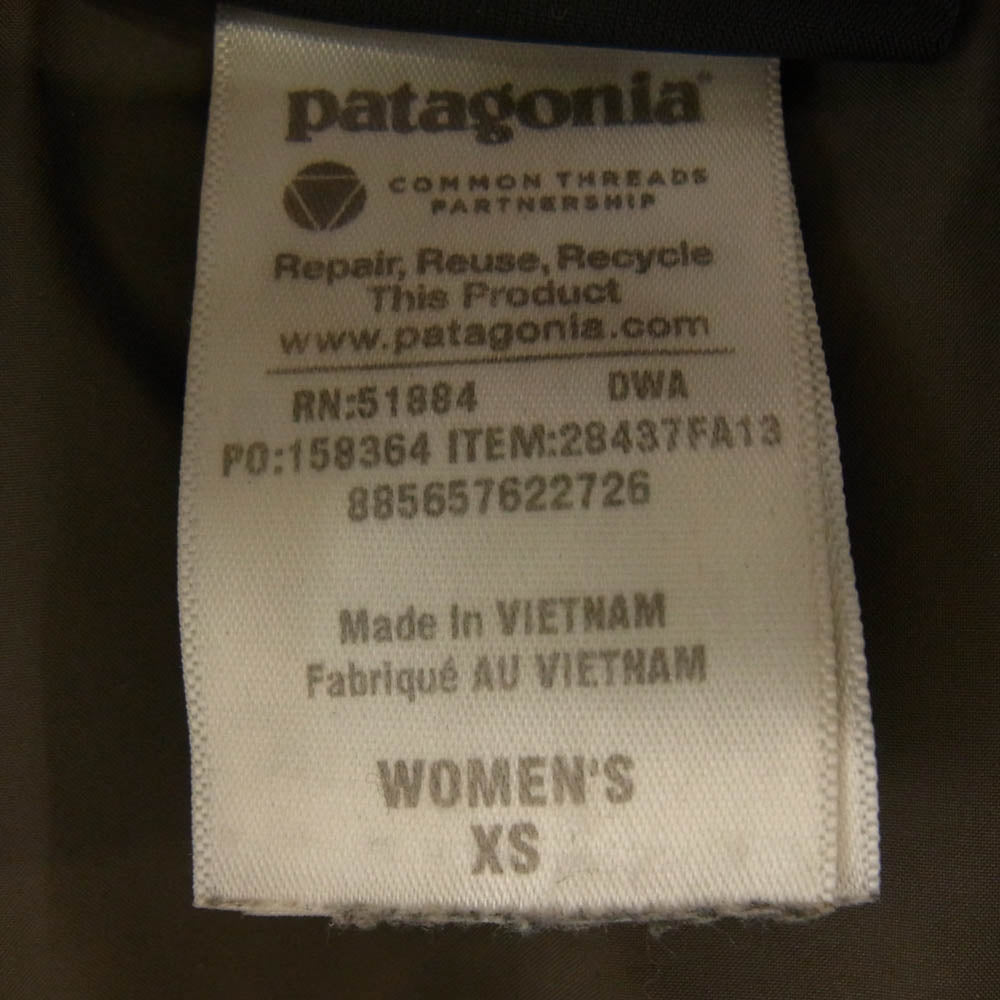 patagonia®
COMMON THREADS
PARTNERSHIP
Repair, Reuse, Recycle
This Product
www.patagonia.com
RN:51884 DWA
PO:158364 ITEM:28437FA13
885657622726
Made In VIETNAM
Fabriqué AU VIETNAM
WOMEN'S
XS